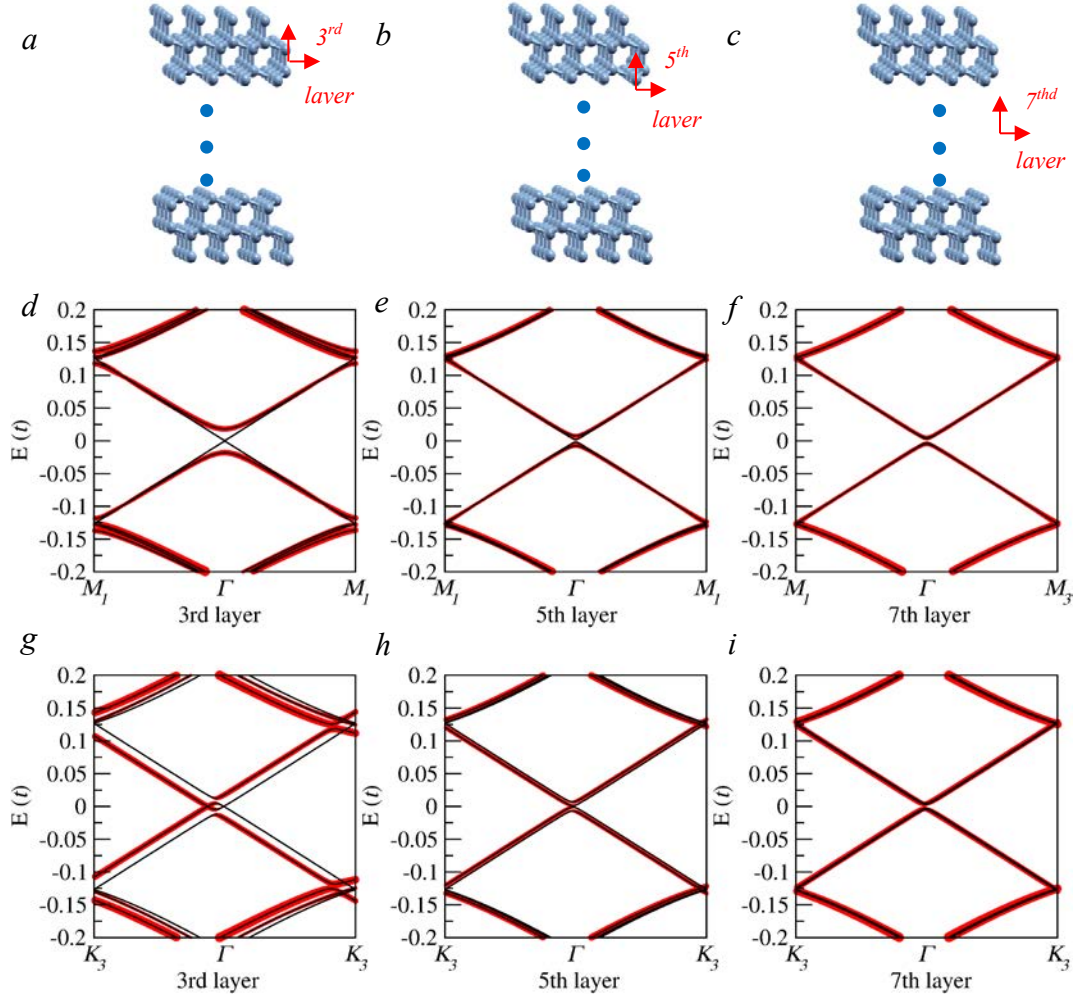 a
3rd
laver
b
5th
laver
c
7thd
laver
d
E (t)
0.2
0.15
0.1
0.05
0
-0.05
-0.1
-0.15
-0.2
M1
Γ
M1
3rd layer
e
E (t)
0.2
0.15
0.1
0.05
0
-0.05
-0.1
-0.15
-0.2
M1
Γ
M1
5th layer
f
E (t)
0.2
0.15
0.1
0.05
0
-0.05
-0.1
-0.15
-0.2
M1
Γ
M3
7th layer
g
E (t)
0.2
0.15
0.1
0.05
0
-0.05
-0.1
-0.15
-0.2
K3
Γ
K3
3rd layer
h
E (t)
0.2
0.15
0.1
0.05
0
-0.05
-0.1
-0.15
-0.2
K3
Γ
K3
5th layer
i
E (t)
0.2
0.15
0.1
0.05
0
-0.05
-0.1
-0.15
-0.2
K3
Γ
K3
7th layer